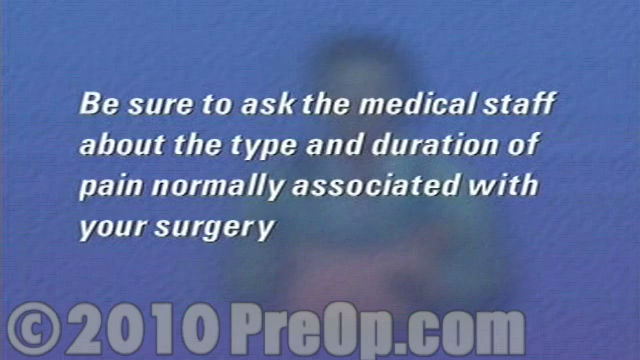 Be sure to ask the medical staff
about the type and duration of
pain normally associated with
your surgery
© 2010 PreOp.com